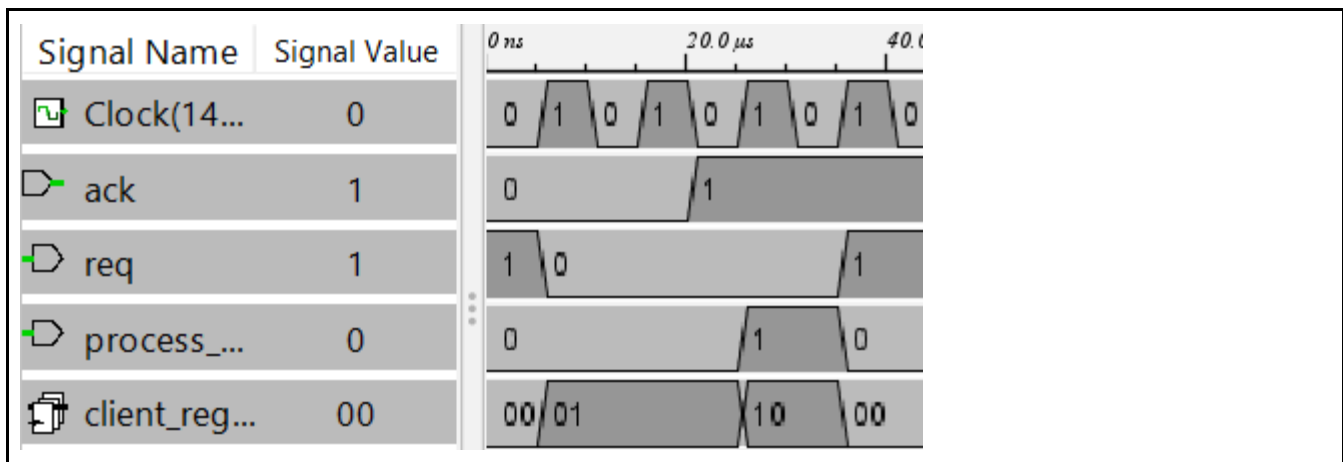 Signal Name Signal Value 0 ns 20.0 µs 40.0
Clock(14... 0 0 1 0 1 0 1 0 1 0
ack 1 0 1
req 1 1 0 1
process_... 0 0 1 0
client_reg... 00 00 01 10 00